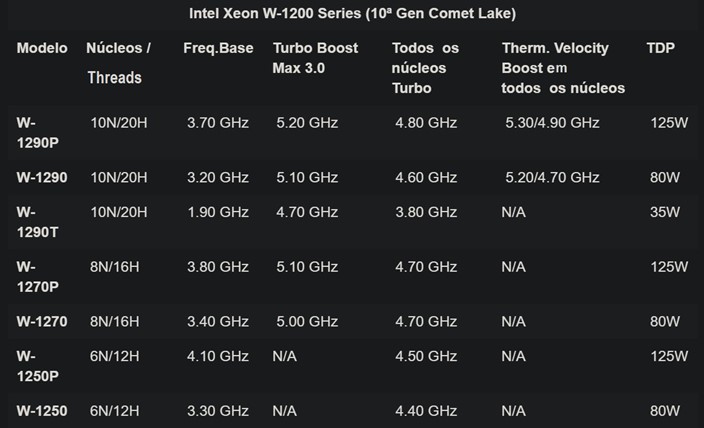 Intel Xeon W-1200 Series (10ª Gen Comet Lake)
Modelo Núcleos / Threads Freq.Base Turbo Boost Max 3.0 Todos os núcleos Turbo Therm. Velocity Boost em todos os núcleos TDP
W-1290P 10N/20H 3.70 GHz 5.20 GHz 4.80 GHz 5.30/4.90 GHz 125W
W-1290 10N/20H 3.20 GHz 5.10 GHz 4.60 GHz 5.20/4.70 GHz 80W
W-1290T 10N/20H 1.90 GHz 4.70 GHz 3.80 GHz N/A 35W
W-1270P 8N/16H 3.80 GHz 5.10 GHz 4.70 GHz N/A 125W
W-1270 8N/16H 3.40 GHz 5.00 GHz 4.70 GHz N/A 80W
W-1250P 6N/12H 4.10 GHz N/A 4.50 GHz N/A 125W
W-1250 6N/12H 3.30 GHz N/A 4.40 GHz N/A 80W